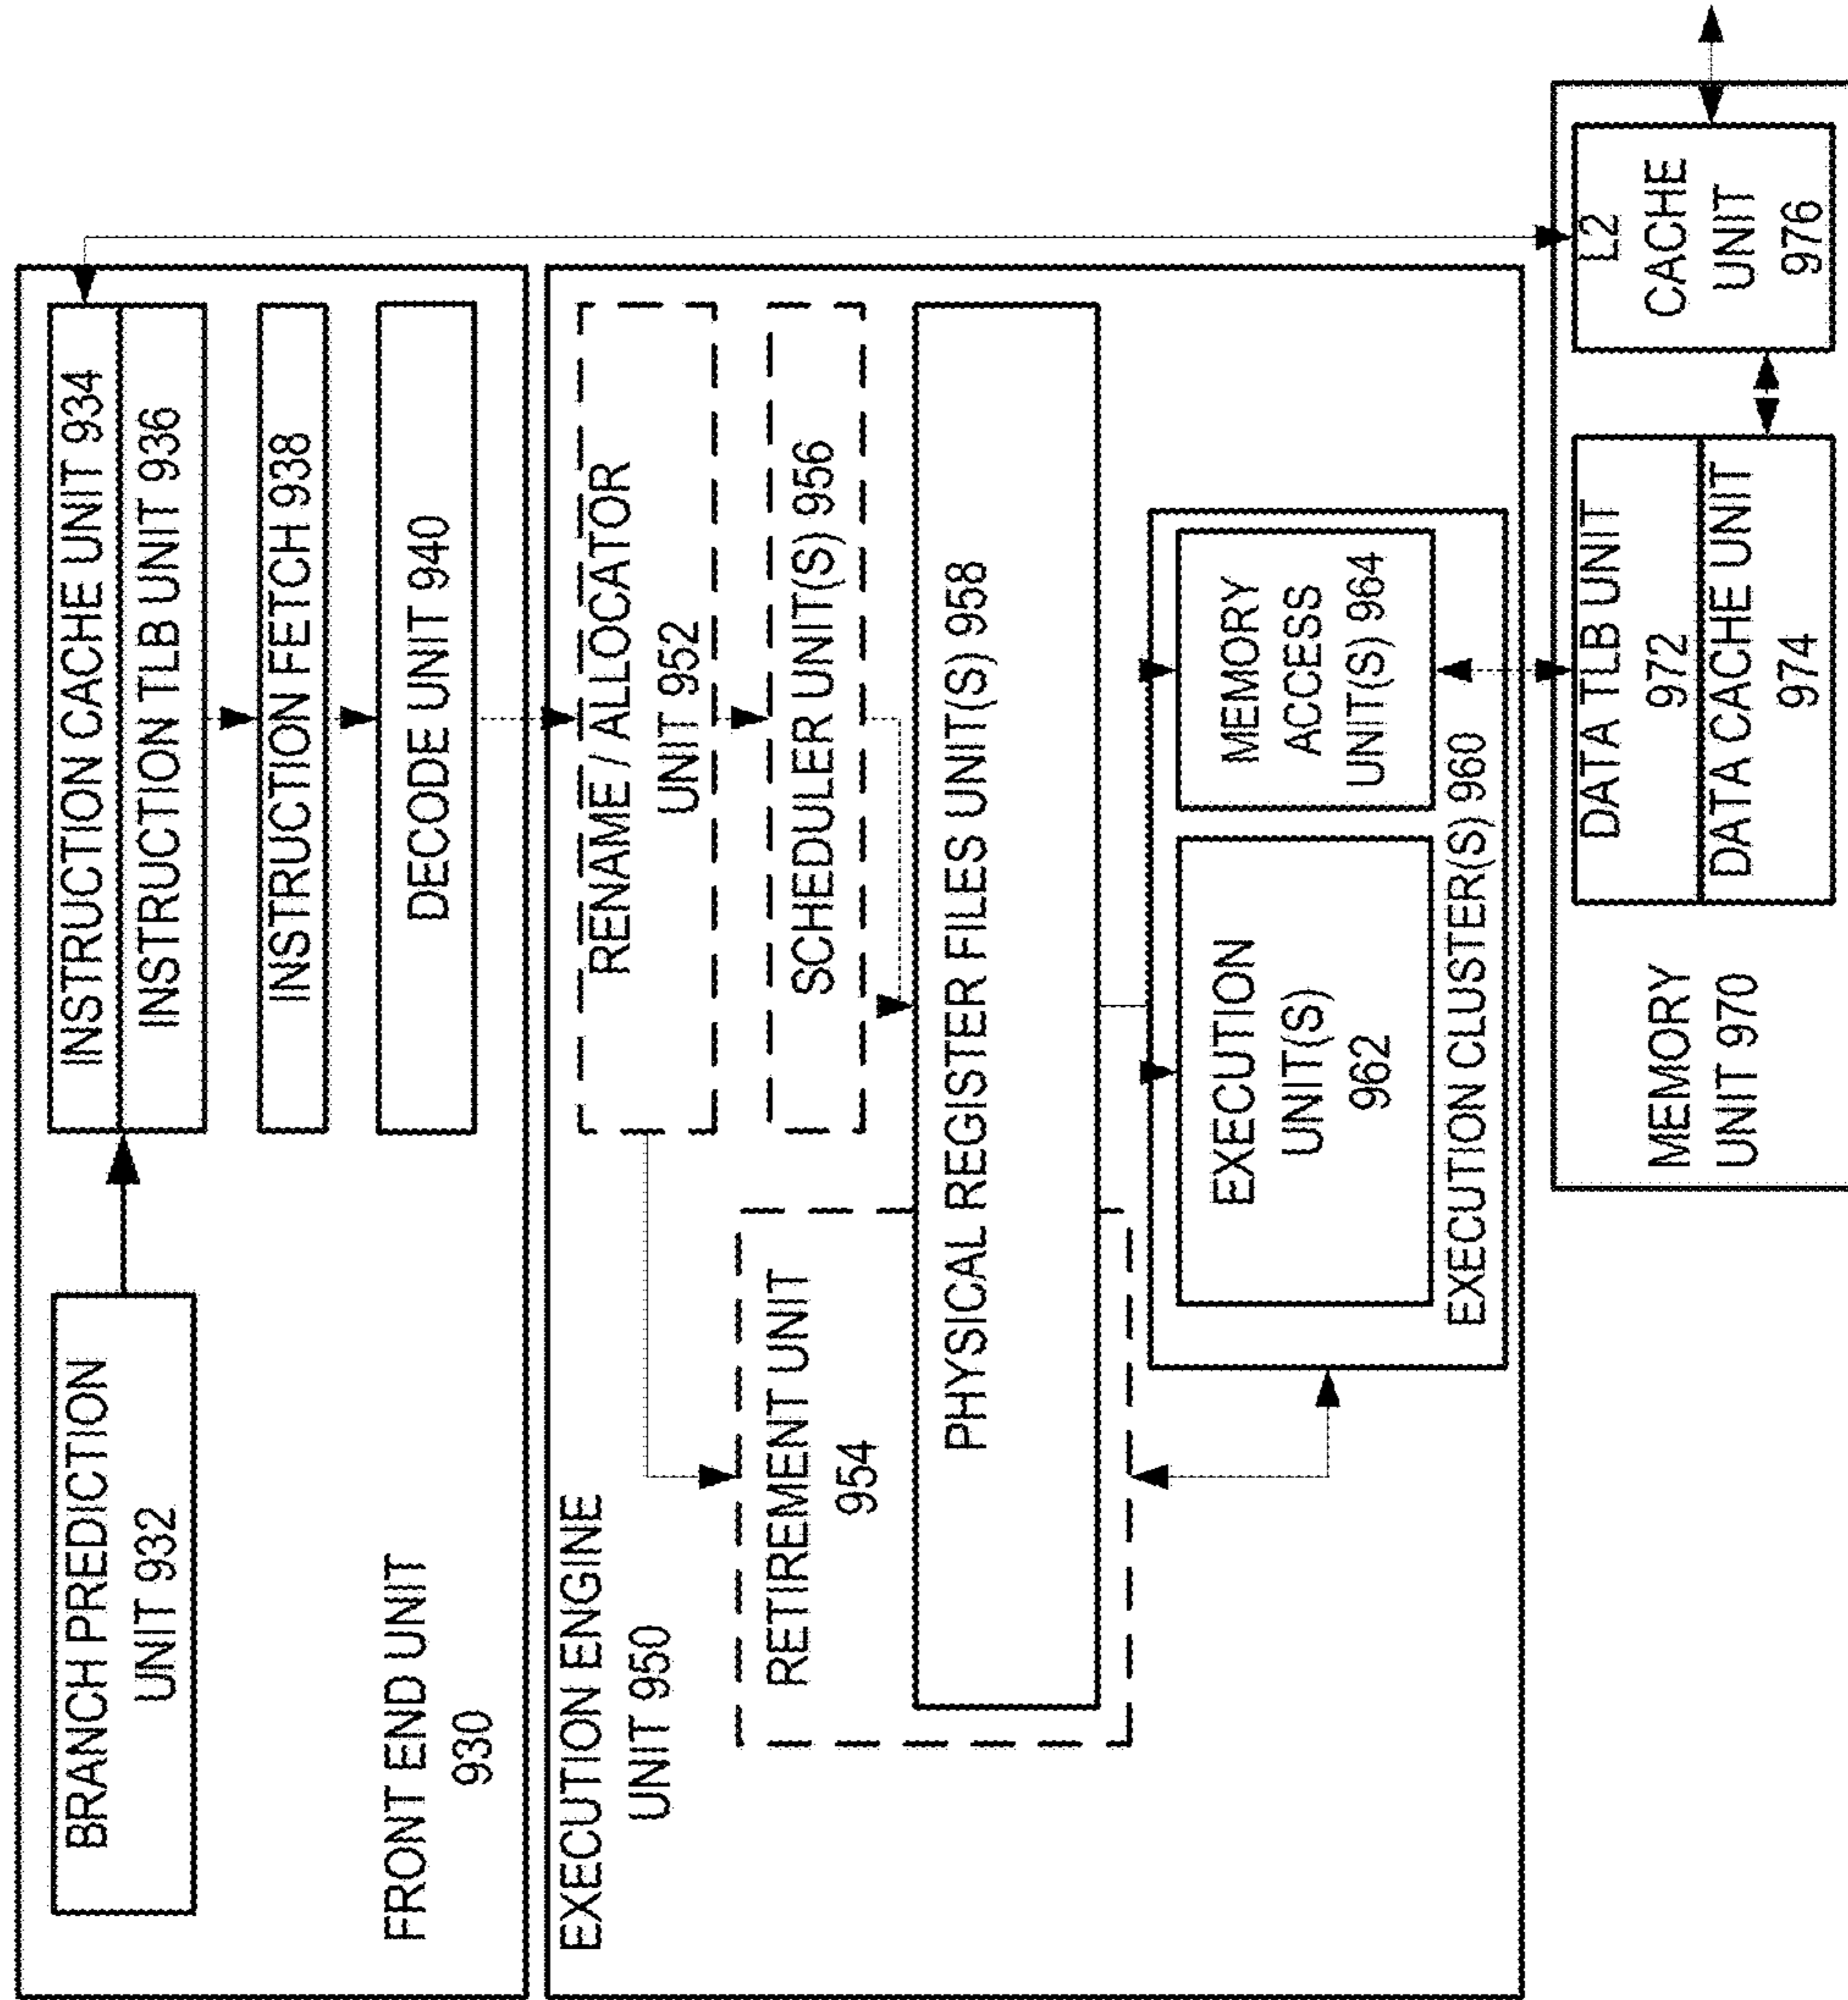 BRANCH PREDICTION
UNIT 932
INSTRUCTION CACHE UNIT 934
INSTRUCTION TLB UNIT 936
INSTRUCTION FETCH 938
DECODE UNIT 940
FRONT END UNIT
930
EXECUTION ENGINE
UNIT 950
RENAME / ALLOCATOR
UNIT 952
RETIREMENT UNIT
954
SCHEDULER UNIT(S) 956
PHYSICAL REGISTER FILES UNIT(S) 958
EXECUTION
UNIT(S)
962
MEMORY
ACCESS
UNIT(S) 964
EXECUTION CLUSTER(S) 960
MEMORY
UNIT 970
DATA TLB UNIT
972
DATA CACHE UNIT
974
L2
CACHE
UNIT
976